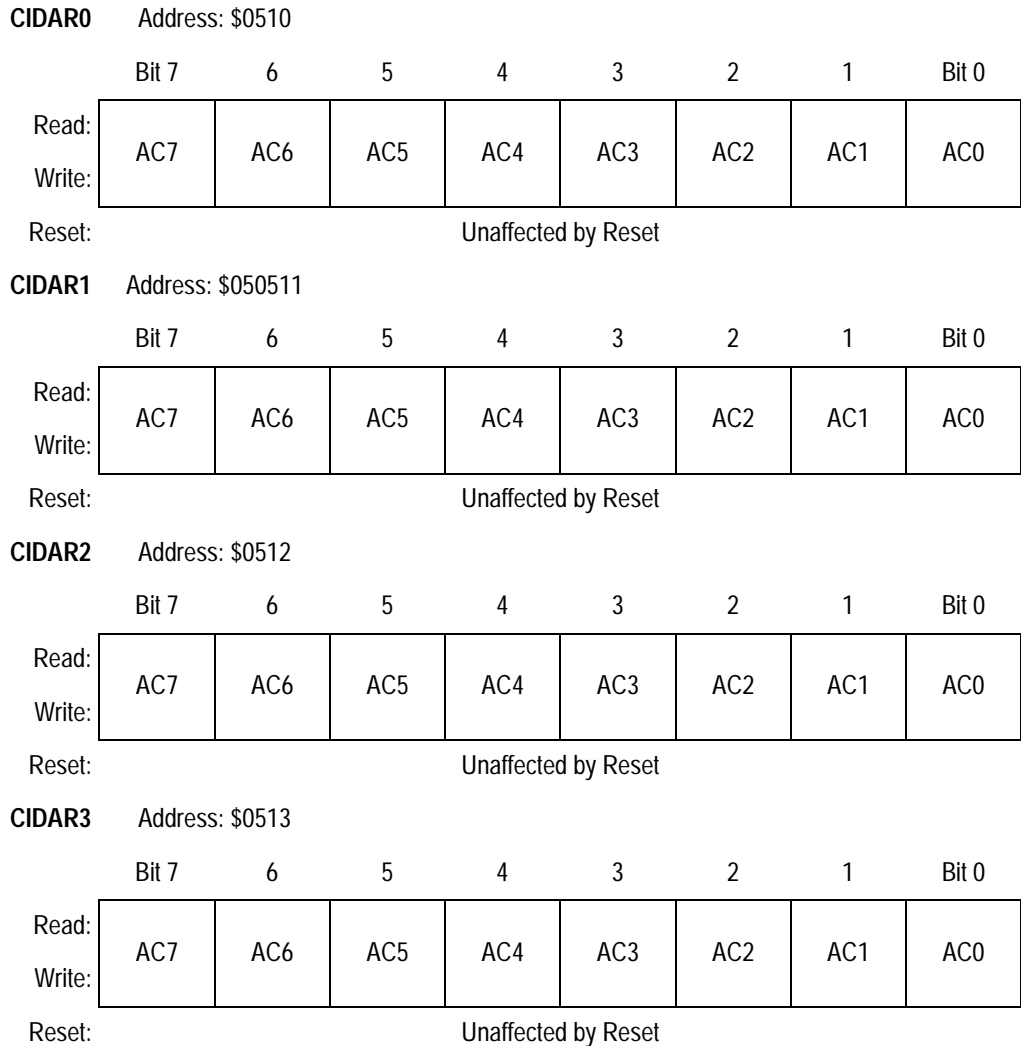 CIDAR0 Address: $0510
Bit 7 6 5 4 3 2 1 Bit 0
Read:
AC7 AC6 AC5 AC4 AC3 AC2 AC1 AC0
Write:
Reset: Unaffected by Reset
CIDAR1 Address: $050511
Bit 7 6 5 4 3 2 1 Bit 0
Read:
AC7 AC6 AC5 AC4 AC3 AC2 AC1 AC0
Write:
Reset: Unaffected by Reset
CIDAR2 Address: $0512
Bit 7 6 5 4 3 2 1 Bit 0
Read:
AC7 AC6 AC5 AC4 AC3 AC2 AC1 AC0
Write:
Reset: Unaffected by Reset
CIDAR3 Address: $0513
Bit 7 6 5 4 3 2 1 Bit 0
Read:
AC7 AC6 AC5 AC4 AC3 AC2 AC1 AC0
Write:
Reset: Unaffected by Reset